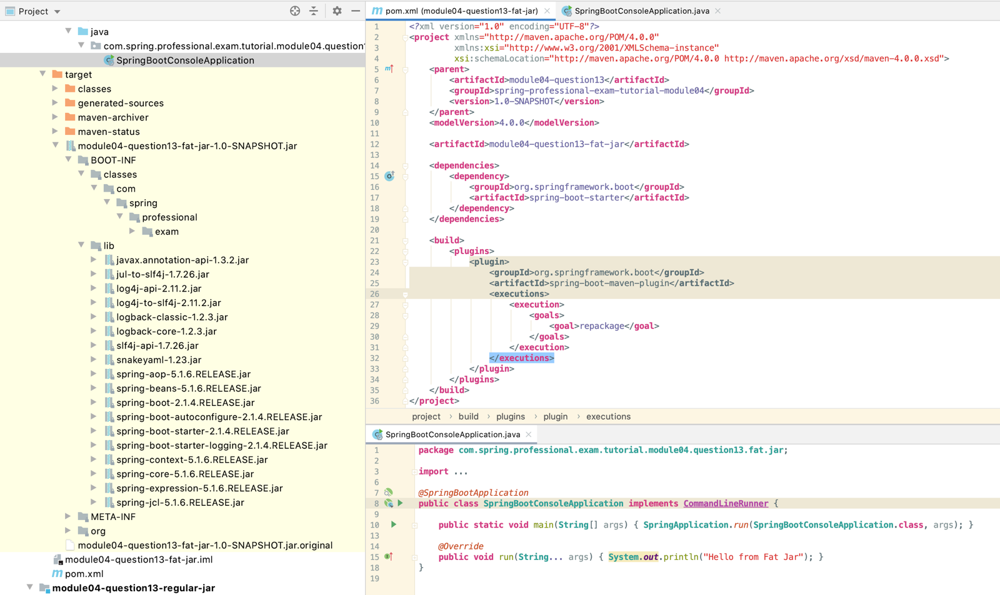 Project
java
com.spring.professional.exam.tutorial.module04.question1
SpringBootConsoleApplication
target
classes
generated-sources
maven-archiver
maven-status
module04-question13-fat-jar-1.0-SNAPSHOT.jar
BOOT-INF
classes
com
spring
professional
exam
lib
javax.annotation-api-1.3.2.jar
jul-to-slf4j-1.7.26.jar
log4j-api-2.11.2.jar
log4j-to-slf4j-2.11.2.jar
logback-classic-1.2.3.jar
logback-core-1.2.3.jar
slf4j-api-1.7.26.jar
snakeyaml-1.23.jar
spring-aop-5.1.6.RELEASE.jar
spring-beans-5.1.6.RELEASE.jar
spring-boot-2.1.4.RELEASE.jar
spring-boot-autoconfigure-2.1.4.RELEASE.jar
spring-boot-starter-2.1.4.RELEASE.jar
spring-boot-starter-logging-2.1.4.RELEASE.jar
spring-context-5.1.6.RELEASE.jar
spring-core-5.1.6.RELEASE.jar
spring-expression-5.1.6.RELEASE.jar
spring-jcl-5.1.6.RELEASE.jar
META-INF
org
module04-question13-fat-jar-1.0-SNAPSHOT.jar.original
module04-question13-fat-jar.iml
pom.xml
module04-question13-regular-jar
pom.xml (module04-question13-fat-jar) SpringBootConsoleApplication.java
1 <?xml version="1.0" encoding="UTF-8"?>
2 <project xmlns="http://maven.apache.org/POM/4.0.0"
3 xmlns:xsi="http://www.w3.org/2001/XMLSchema-instance"
4 xsi:schemaLocation="http://maven.apache.org/POM/4.0.0 http://maven.apache.org/xsd/maven-4.0.0.xsd">
5 <parent>
6 <artifactId>module04-question13</artifactId>
7 <groupId>spring-professional-exam-tutorial-module04</groupId>
8 <version>1.0-SNAPSHOT</version>
9 </parent>
10 <modelVersion>4.0.0</modelVersion>
11
12 <artifactId>module04-question13-fat-jar</artifactId>
13
14 <dependencies>
15 <dependency>
16 <groupId>org.springframework.boot</groupId>
17 <artifactId>spring-boot-starter</artifactId>
18 </dependency>
19 </dependencies>
20
21 <build>
22 <plugins>
23 <plugin>
24 <groupId>org.springframework.boot</groupId>
25 <artifactId>spring-boot-maven-plugin</artifactId>
26 <executions>
27 <execution>
28 <goals>
29 <goal>repackage</goal>
30 </goals>
31 </execution>
32 </executions>
33 </plugin>
34 </plugins>
35 </build>
36 </project>
project › build › plugins › plugin › executions
SpringBootConsoleApplication.java
1 package com.spring.professional.exam.tutorial.module04.question13.fat.jar;
2
3 import ...
6
7 @SpringBootApplication
8 public class SpringBootConsoleApplication implements CommandLineRunner {
9
10 public static void main(String[] args) { SpringApplication.run(SpringBootConsoleApplication.class, args); }
13
14 @Override
15 public void run(String... args) { System.out.println("Hello from Fat Jar"); }
18 }
19